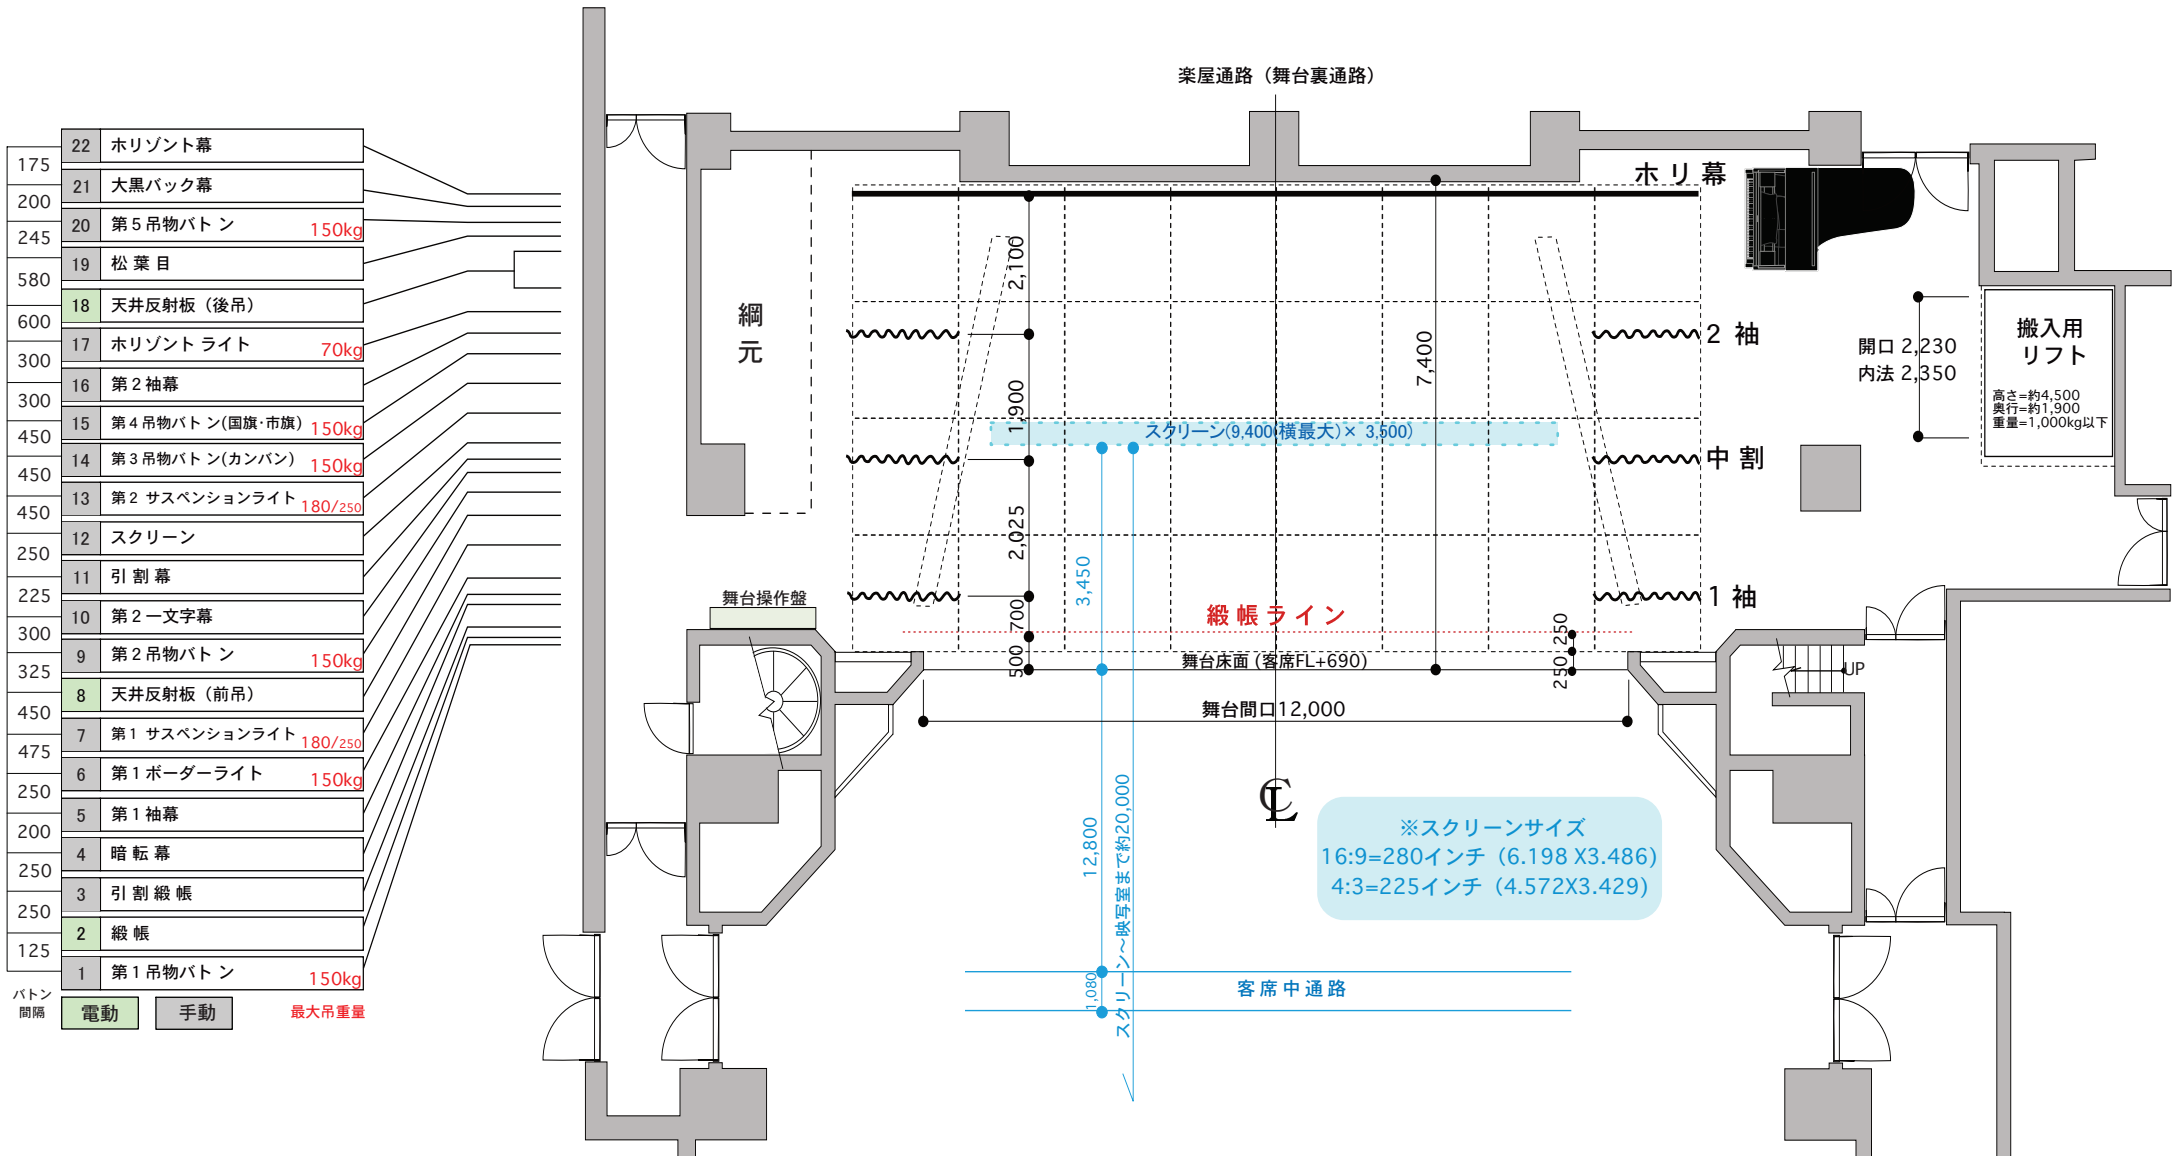 楽屋通路（舞台裏通路）
22 ホリゾント幕
175
21 大黒バック幕
200
20 第5吊物バトン 150kg
245
19 松葉目
580
18 天井反射板（後吊）
600
17 ホリゾントライト 70kg
300
16 第2袖幕
300
15 第4吊物バトン(国旗･市旗) 150kg
450
14 第3吊物バトン(カンバン) 150kg
450
13 第2 サスペンションライト 180/250
450
12 スクリーン
250
11 引割幕
225
10 第2一文字幕
300
9 第2吊物バトン 150kg
325
8 天井反射板（前吊）
450
7 第1 サスペンションライト 180/250
475
6 第1ボーダーライト 150kg
250
5 第1袖幕
200
4 暗転幕
250
3 引割緞帳
250
2 緞帳
125
1 第1吊物バトン 150kg
バトン
間隔
電動
手動
最大吊重量
ホリ幕
綱
元
2,100
1,900
2,025
700
500
7,400
2 袖
中割
1 袖
スクリーン(9,400(横最大)× 3,500)
3,450
12,800
1,080
スクリーン～映写室まで約20,000
舞台操作盤
緞帳ライン
舞台床面 (客席FL+690)
250
250
舞台間口12,000
CL
開口 2,230
内法 2,350
搬入用
リフト
高さ=約4,500
奥行=約1,900
重量=1,000kg以下
UP
※スクリーンサイズ
16:9=280インチ（6.198 X3.486)
4:3=225インチ（4.572X3.429)
客席中通路